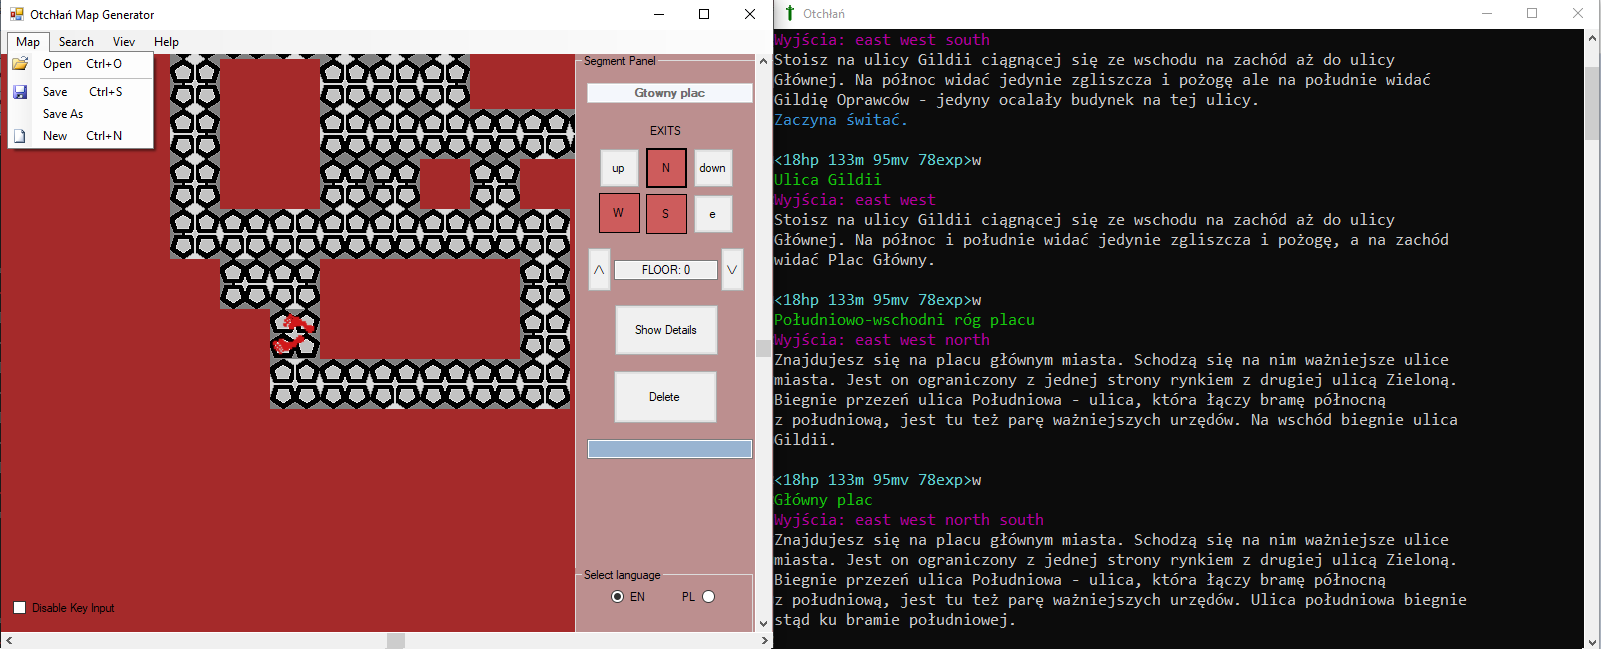 Otchłań Map Generator
Map Search Viev Help
Open Ctrl+O
Save Ctrl+S
Save As
New Ctrl+N
Segment Panel
Gtowny plac
EXITS
up N down
W S e
˄ FLOOR: 0 ˅
Show Details
Delete
Select language
EN PL
Disable Key Input
Otchłań
Wyjścia: east west south
Stoisz na ulicy Gildii ciągnącej się ze wschodu na zachód aż do ulicy
Głównej. Na północ widać jedynie zgliszcza i pożogę ale na południe widać
Gildię Oprawców - jedyny ocalały budynek na tej ulicy.
Zaczyna świtać.
<18hp 133m 95mv 78exp>w
Ulica Gildii
Wyjścia: east west
Stoisz na ulicy Gildii ciągnącej się ze wschodu na zachód aż do ulicy
Głównej. Na północ i południe widać jedynie zgliszcza i pożogę, a na zachód
widać Plac Główny.
<18hp 133m 95mv 78exp>w
Południowo-wschodni róg placu
Wyjścia: east west north
Znajdujesz się na placu głównym miasta. Schodzą się na nim ważniejsze ulice
miasta. Jest on ograniczony z jednej strony rynkiem z drugiej ulicą Zieloną.
Biegnie przezeń ulica Południowa - ulica, która łączy bramę północną
z południową, jest tu też parę ważniejszych urzędów. Na wschód biegnie ulica
Gildii.
<18hp 133m 95mv 78exp>w
Główny plac
Wyjścia: east west north south
Znajdujesz się na placu głównym miasta. Schodzą się na nim ważniejsze ulice
miasta. Jest on ograniczony z jednej strony rynkiem z drugiej ulicą Zieloną.
Biegnie przezeń ulica Południowa - ulica, która łączy bramę północną
z południową, jest tu też parę ważniejszych urzędów. Ulica południowa biegnie
stąd ku bramie południowej.